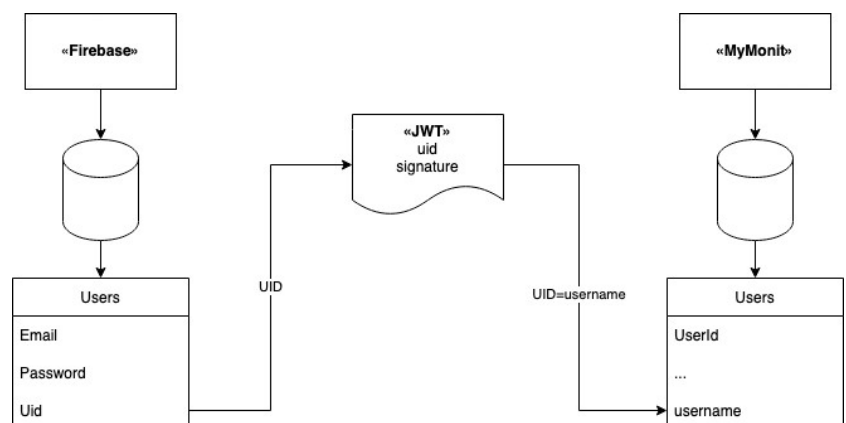 «Firebase»
«MyMonit»
«JWT»
uid
signature
UID
UID=username
Users
Email
Password
Uid
Users
UserId
...
username